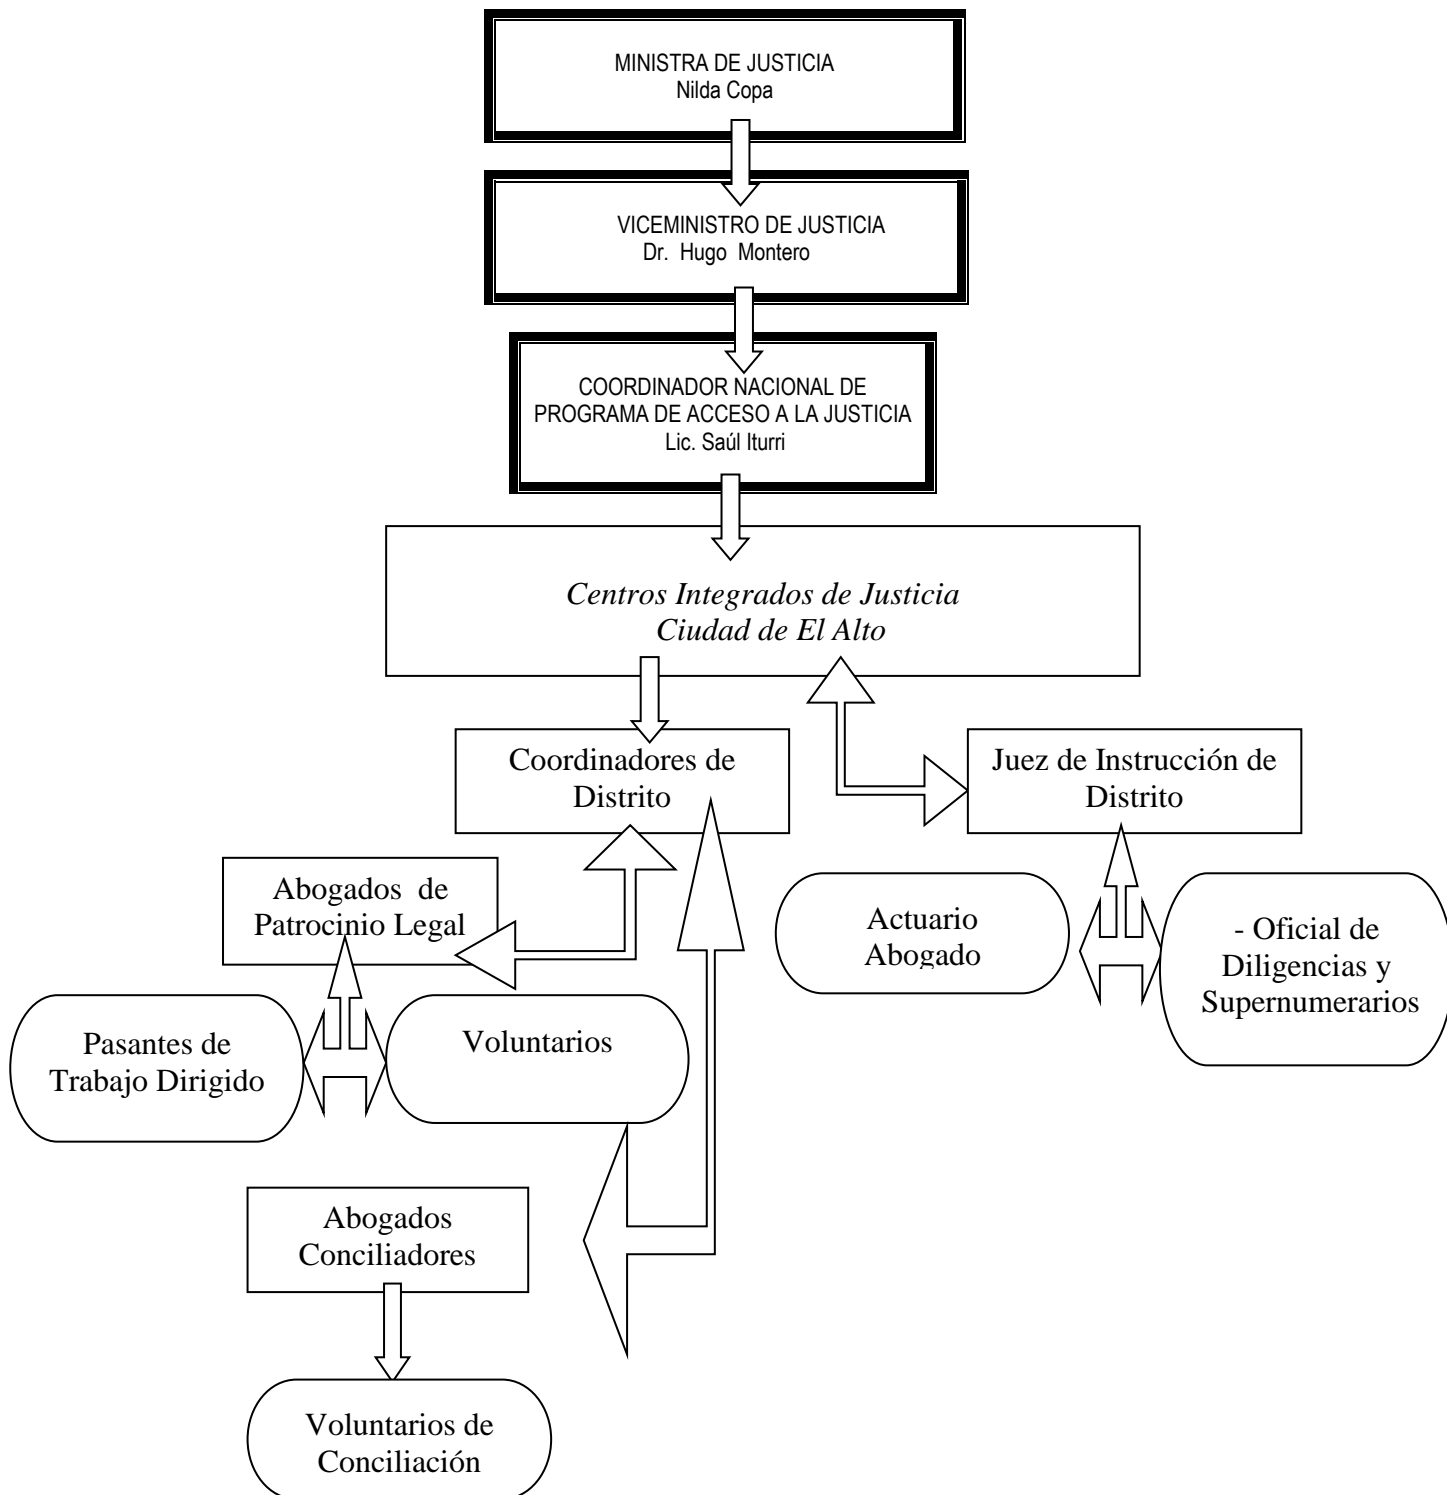 MINISTRA DE JUSTICIA
Nilda Copa
VICEMINISTRO DE JUSTICIA
Dr. Hugo Montero
COORDINADOR NACIONAL DE
PROGRAMA DE ACCESO A LA JUSTICIA
Lic. Saúl Iturri
Centros Integrados de Justicia
Ciudad de El Alto
Coordinadores de
Distrito
Juez de Instrucción de
Distrito
Abogados de
Patrocinio Legal
Actuario
Abogado
- Oficial de
Diligencias y
Supernumerarios
Pasantes de
Trabajo Dirigido
Voluntarios
Abogados
Conciliadores
Voluntarios de
Conciliación